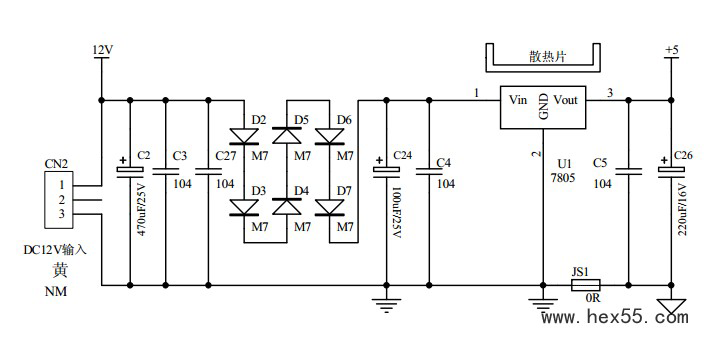 12V
散热片
+5
1
Vin
GND
Vout
3
2
U1
7805
D2
M7
D5
M7
D6
M7
D3
M7
D4
M7
D7
M7
CN2
1
2
3
DC12V输入
黄
NM
C2
470uF/25V
C3
104
C27
104
C24
100uF/25V
C4
104
C5
104
C26
220uF/16V
JS1
0R
www.hex55.com